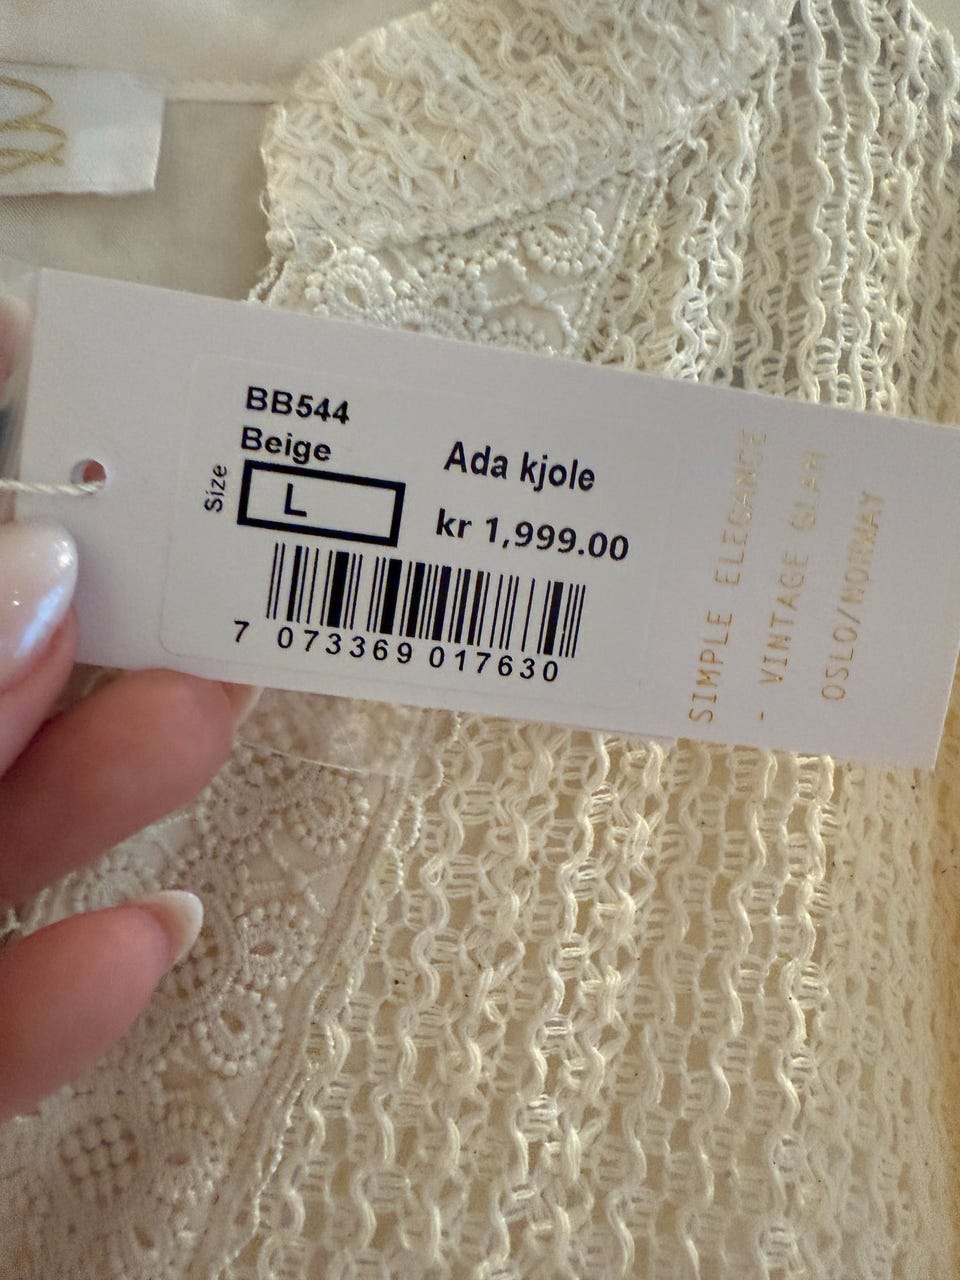 BB544
Beige
Size
L
Ada kjole
kr 1,999.00
7 073369 017630
SIMPLE ELEGANCE
- VINTAGE GLAM
OSLO/NORWAY